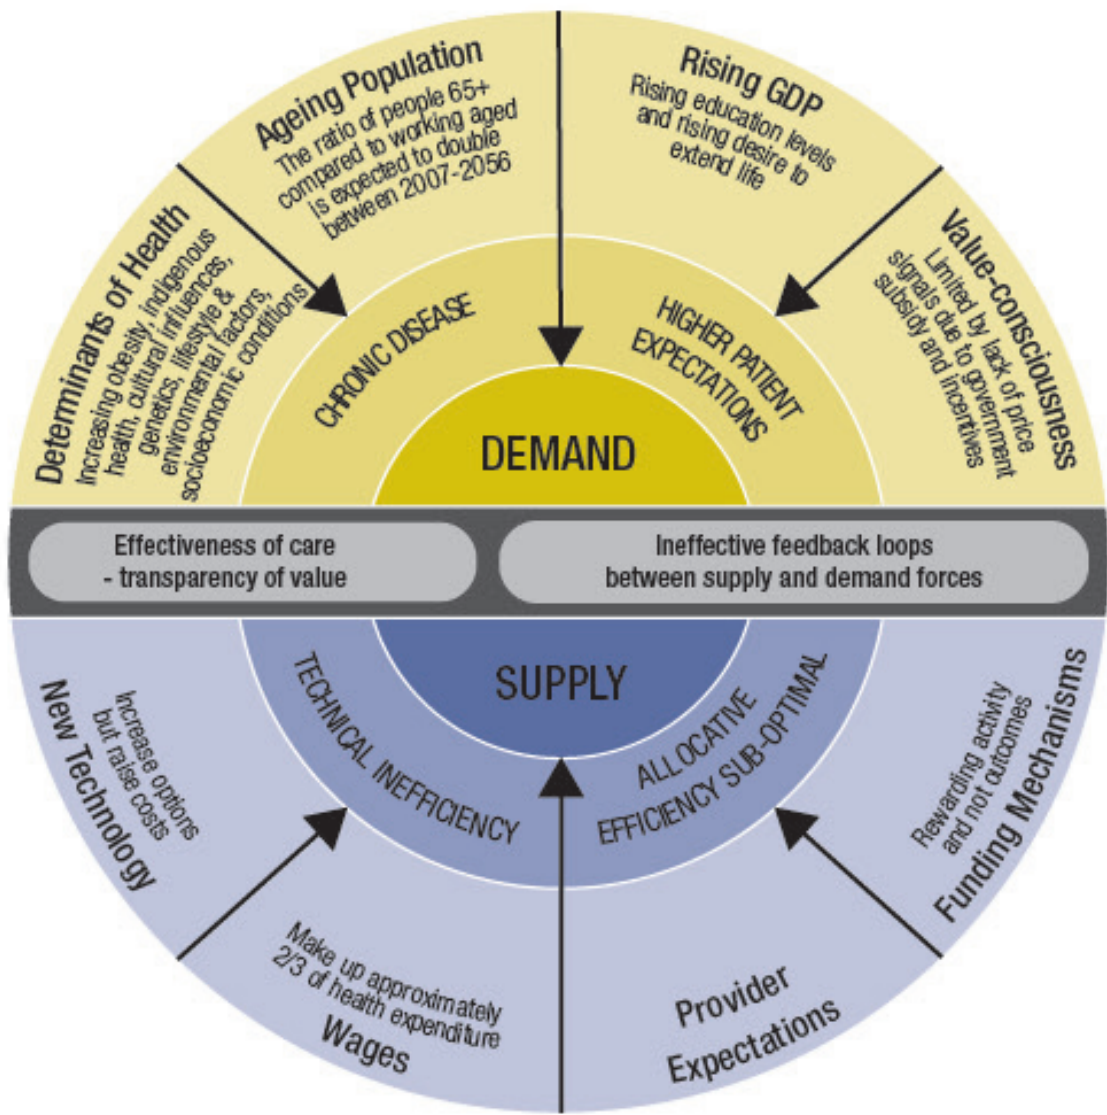 Ageing Population
The ratio of people 65+
compared to working aged
is expected to double
between 2007-2056
Rising GDP
Rising education levels
and rising desire to
extend life
Determinants of Health
Increasing obesity, indigenous
health, cultural influences,
genetics, lifestyle &
environmental factors,
socioeconomic conditions
Value-consciousness
Limited by lack of price
signals due to government
subsidy and incentives
CHRONIC DISEASE
HIGHER PATIENT
EXPECTATIONS
DEMAND
Effectiveness of care
- transparency of value
Ineffective feedback loops
between supply and demand forces
SUPPLY
TECHNICAL INEFFICIENCY
ALLOCATIVE
EFFICIENCY SUB-OPTIMAL
Increase options
but raise costs
New Technology
Rewarding activity
and not outcomes
Funding Mechanisms
Make up approximately
2/3 of health expenditure
Wages
Provider
Expectations